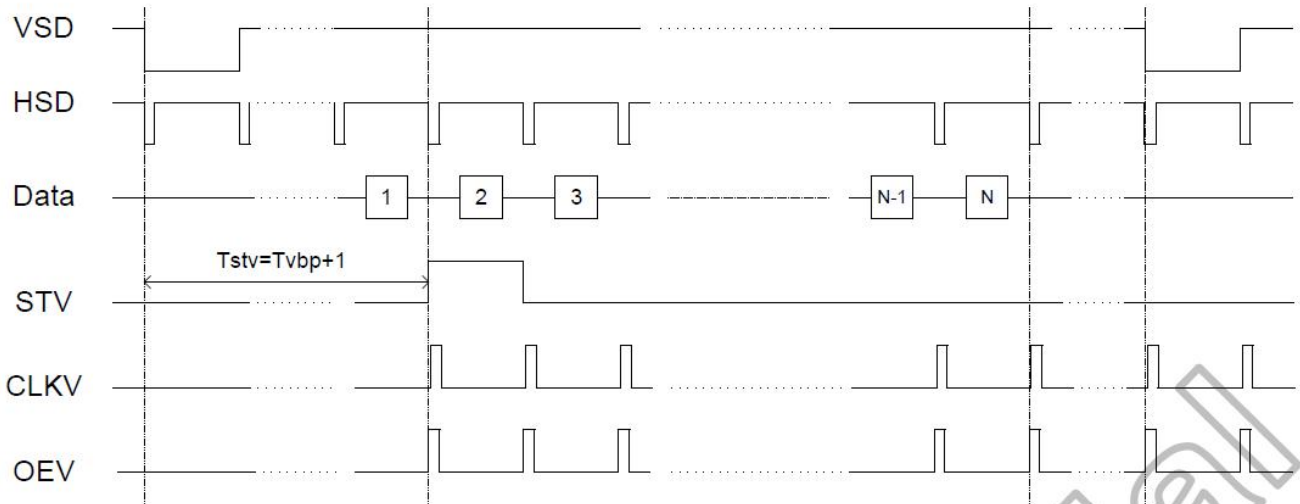 VSD
HSD
Data
1
2
3
N-1
N
Tstv=Tvbp+1
STV
CLKV
OEV